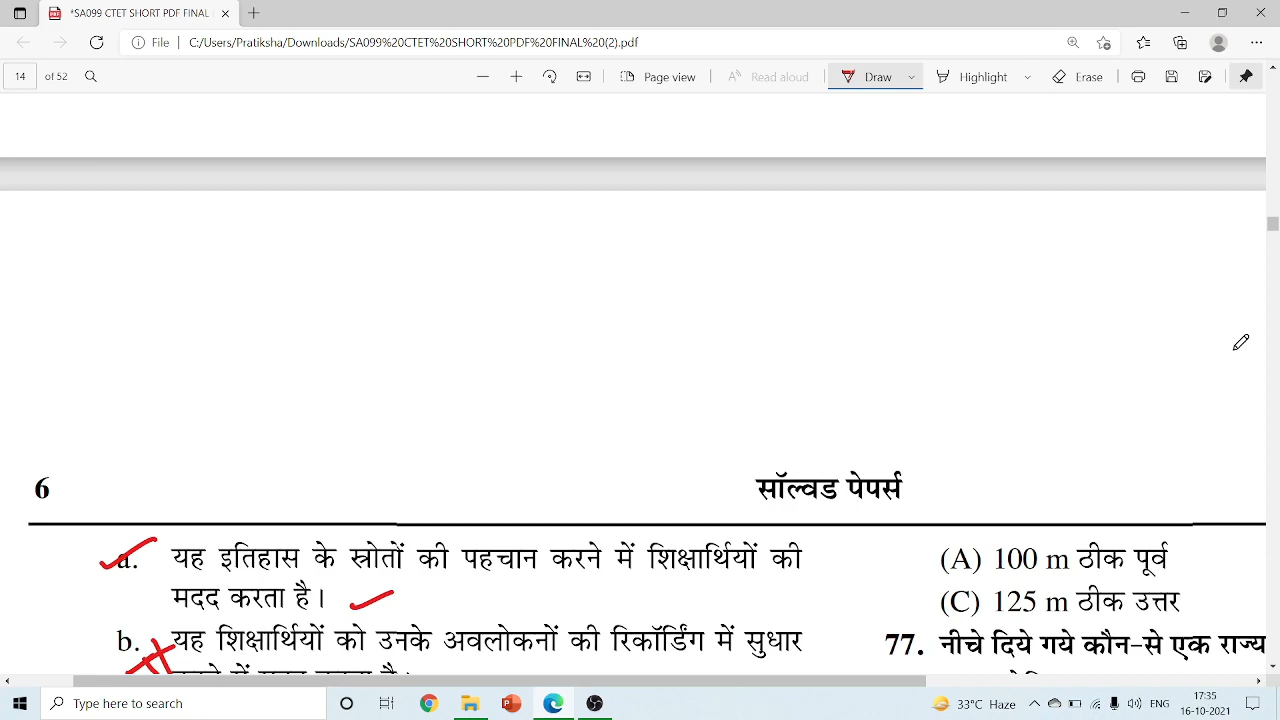 *SA099 CTET SHORT PDF FINAL
File C:/Users/Pratiksha/Downloads/SA099%20CTET%20SHORT%20PDF%20FINAL%20(2).pdf
14 of 52 Page view Read aloud Draw Highlight Erase
6 सॉल्वड पेपर्स
a. यह इतिहास के स्त्रोतों की पहचान करने में शिक्षार्थियों की
मदद करता है।
b. यह शिक्षार्थियों को उनके अवलोकनों की रिकॉर्डिंग में सुधार
(A) 100 m ठीक पूर्व
(C) 125 m ठीक उत्तर
77. नीचे दिये गये कौन-से एक राज्य
Type here to search 33°C Haze ENG 17:35
16-10-2021